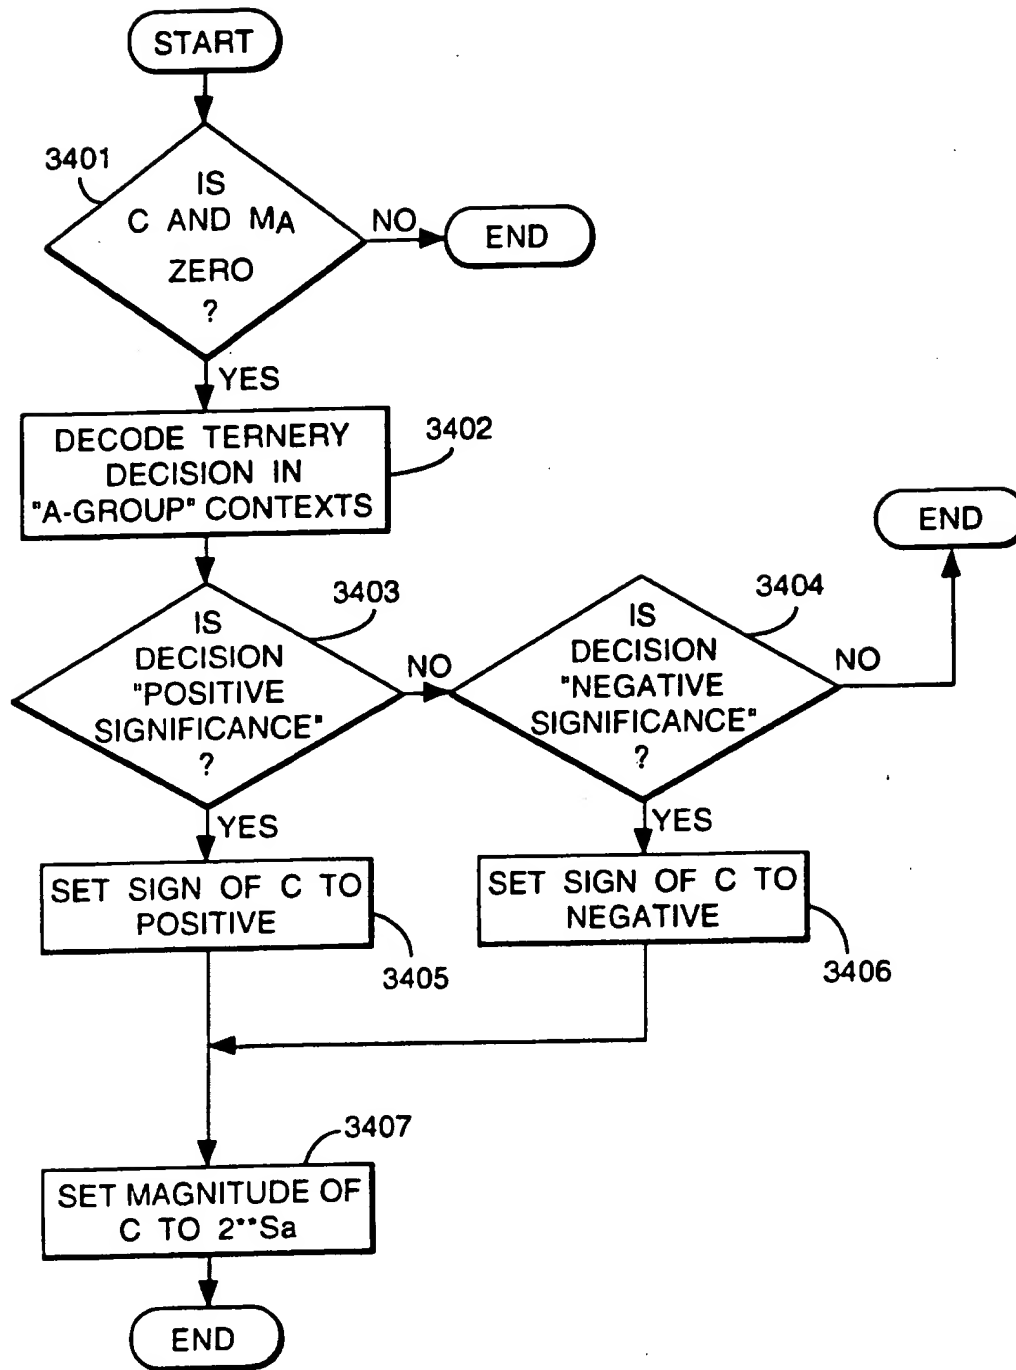 START
3401
IS
C AND MA
ZERO
?
NO
END
YES
DECODE TERNERY
DECISION IN
"A-GROUP" CONTEXTS
3402
END
3403
IS
DECISION
"POSITIVE
SIGNIFICANCE"
?
NO
3404
IS
DECISION
"NEGATIVE
SIGNIFICANCE"
?
NO
YES
YES
SET SIGN OF C TO
POSITIVE
3405
SET SIGN OF C TO
NEGATIVE
3406
3407
SET MAGNITUDE OF
C TO 2**Sa
END